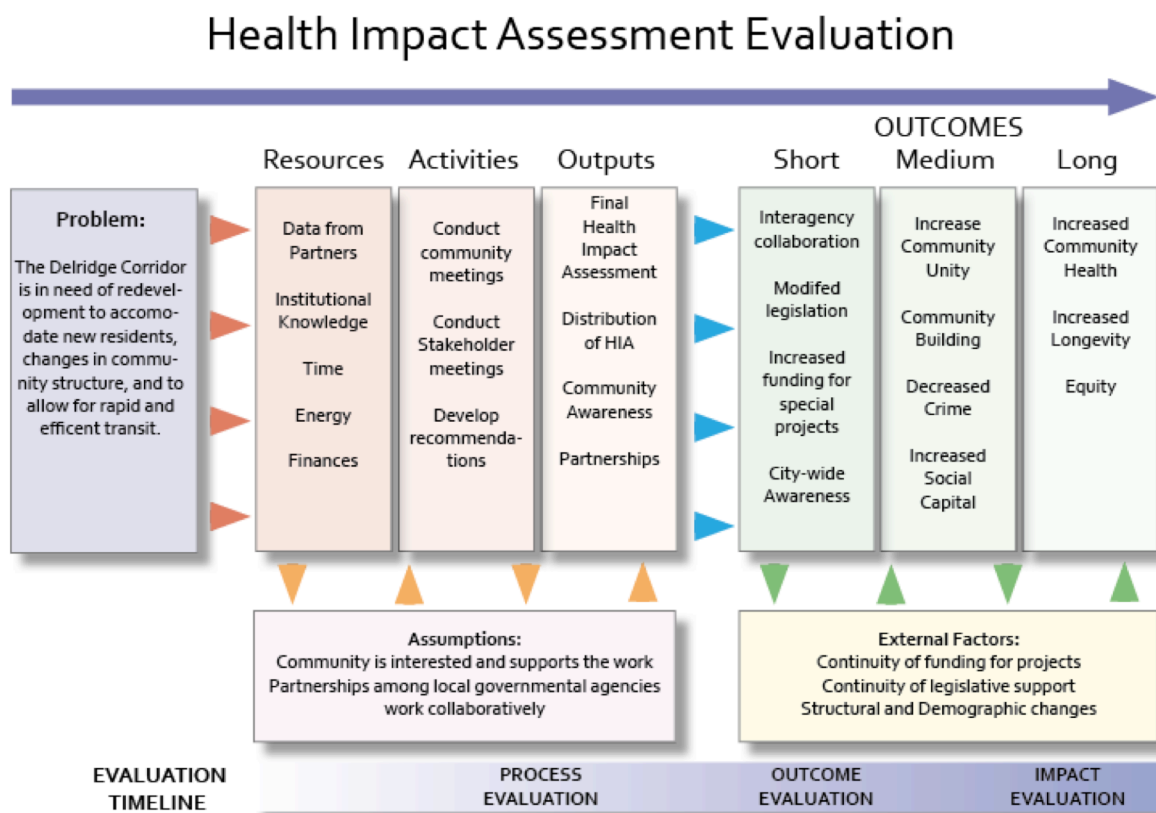 Health Impact Assessment Evaluation
OUTCOMES
Resources
Activities
Outputs
Short
Medium
Long
Problem:
The Delridge Corridor
is in need of redevel-
opment to accomo-
date new residents,
changes in commu-
nity structure, and to
allow for rapid and
efficent transit.
Data from
Partners
Institutional
Knowledge
Time
Energy
Finances
Conduct
community
meetings
Conduct
Stakeholder
meetings
Develop
recommenda-
tions
Final
Health
Impact
Assessment
Distribution
of HIA
Community
Awareness
Partnerships
Interagency
collaboration
Modifed
legislation
Increased
funding for
special
projects
City-wide
Awareness
Increase
Community
Unity
Community
Building
Decreased
Crime
Increased
Social
Capital
Increased
Community
Health
Increased
Longevity
Equity
Assumptions:
Community is interested and supports the work
Partnerships among local governmental agencies
work collaboratively
External Factors:
Continuity of funding for projects
Continuity of legislative support
Structural and Demographic changes
EVALUATION
TIMELINE
PROCESS
EVALUATION
OUTCOME
EVALUATION
IMPACT
EVALUATION